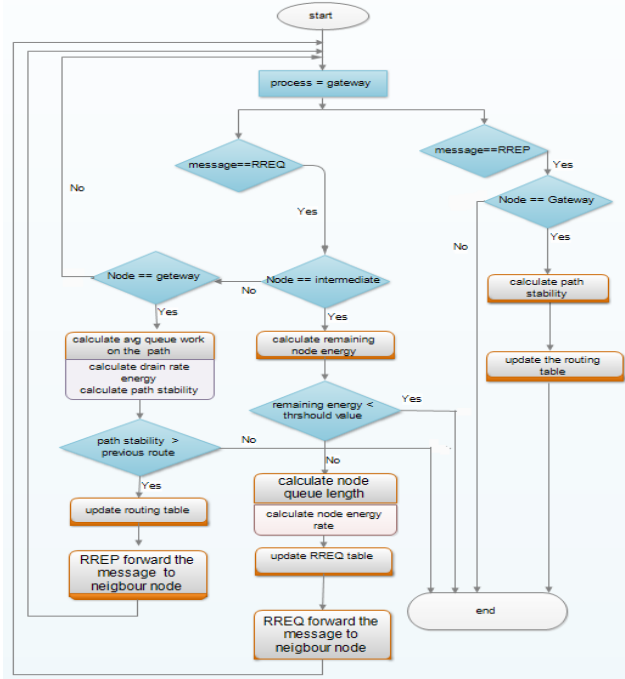 start
process = gateway
message==RREQ
message==RREP
Yes
Node == Gateway
No
Yes
No
Yes
Node == geteway
No
Node == intermediate
calculate path
stability
Yes
Yes
calculate avg queue work
on the path
calculate drain rate
energy
calculate path stability
calculate remaining
node energy
update the routing
table
remaining energy <
thrshould value
Yes
path stability >
previous route
No
No
Yes
calculate node
queue length
calculate node energy
rate
update routing table
update RREQ table
RREP forward the
message to
neigbour node
RREQ forward the
message to
neigbour node
end